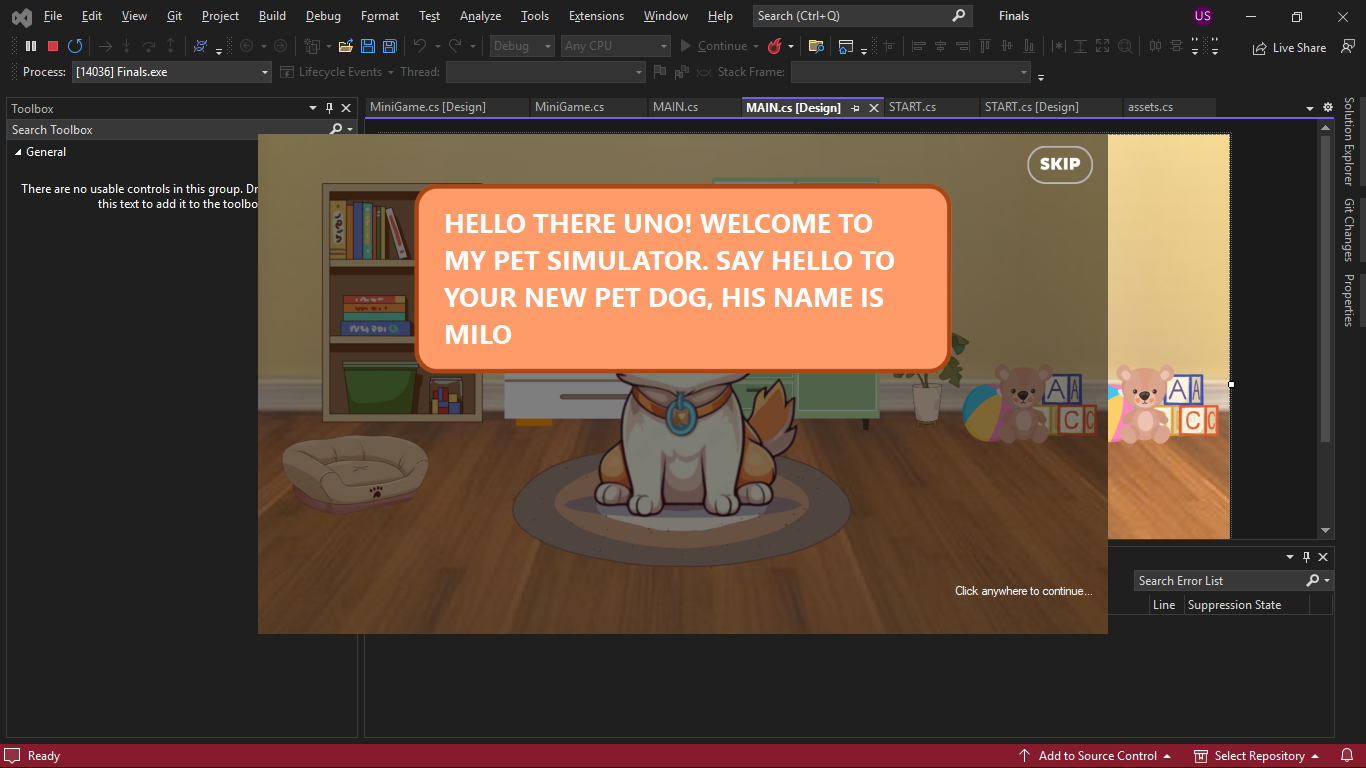 File Edit View Git Project Build Debug Format Test Analyze Tools Extensions Window Help Search (Ctrl+Q) Finals US
Debug Any CPU Continue Live Share
Process: [14036] Finals.exe Lifecycle Events Thread: Stack Frame:
Toolbox
MiniGame.cs [Design] MiniGame.cs MAIN.cs MAIN.cs [Design] START.cs START.cs [Design] assets.cs
Search Toolbox
General
There are no usable controls in this group. Dr
this text to add it to the toolbo
SKIP
HELLO THERE UNO! WELCOME TO
MY PET SIMULATOR. SAY HELLO TO
YOUR NEW PET DOG, HIS NAME IS
MILO
A A
C C
A A
C C
Click anywhere to continue...
Solution Explorer
Git Changes
Properties
Search Error List
Line Suppression State
Ready Add to Source Control Select Repository